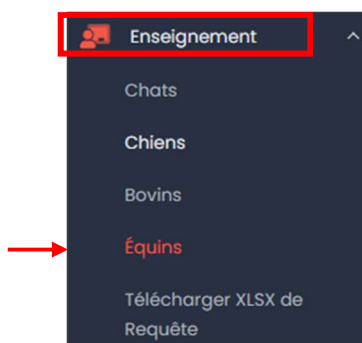 Enseignement
Chats
Chiens
Bovins
Équins
Télécharger XLSX de
Requête